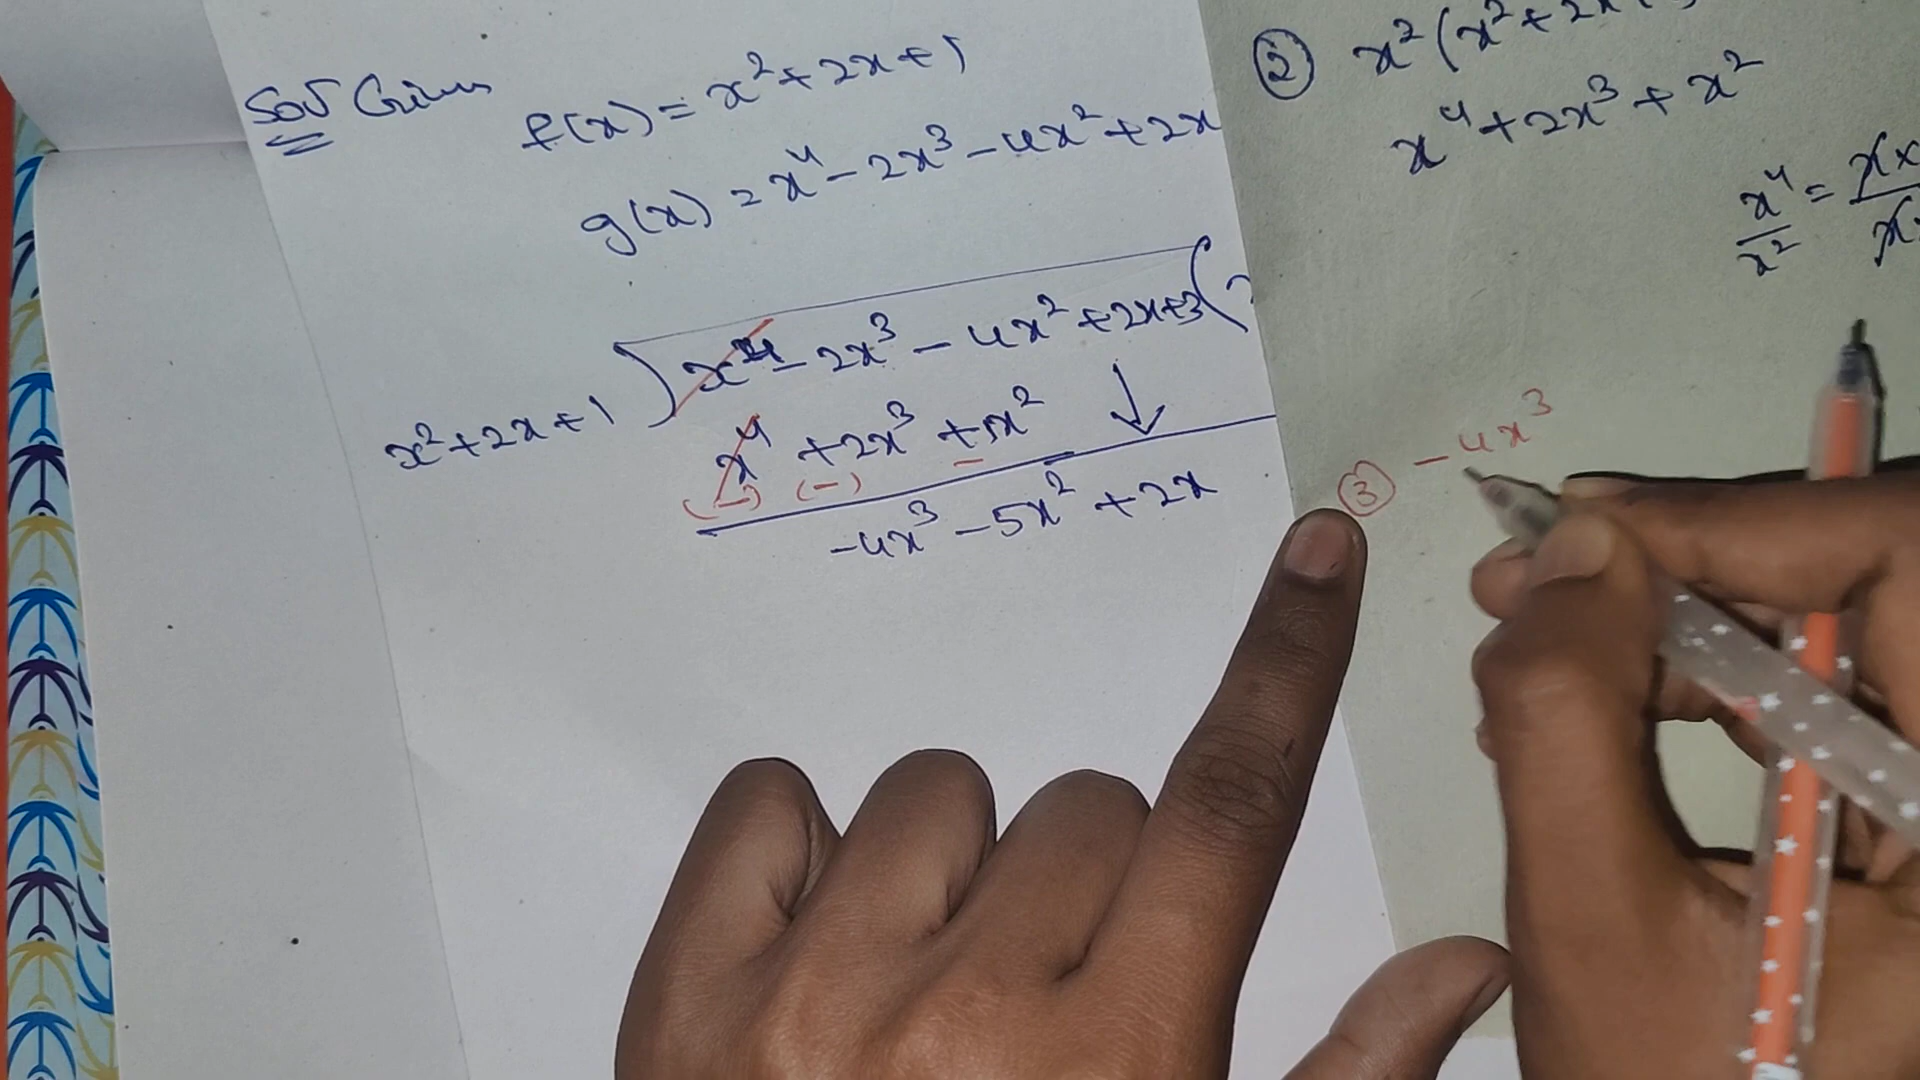 Sol Given
f(x) = x² + 2x + 1
g(x) = x⁴ - 2x³ - 4x² + 2x
x² + 2x + 1 ) x⁴ - 2x³ - 4x² + 2x + 3 (
x⁴ + 2x³ + 1x²
(-) (-) -
-4x³ - 5x² + 2x
② x² (x² + 2x
x⁴ + 2x³ + x²
x⁴/x² =
③ -4x³